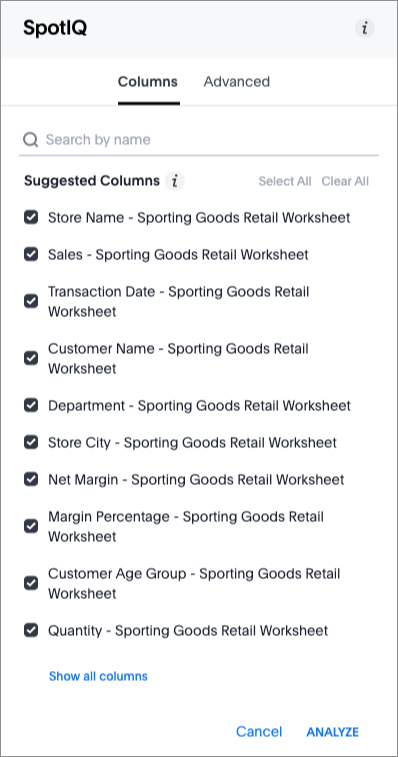 SpotIQ
i
Columns Advanced
Search by name
Suggested Columns i Select All Clear All
Store Name - Sporting Goods Retail Worksheet
Sales - Sporting Goods Retail Worksheet
Transaction Date - Sporting Goods Retail
Worksheet
Customer Name - Sporting Goods Retail
Worksheet
Department - Sporting Goods Retail Worksheet
Store City - Sporting Goods Retail Worksheet
Net Margin - Sporting Goods Retail Worksheet
Margin Percentage - Sporting Goods Retail
Worksheet
Customer Age Group - Sporting Goods Retail
Worksheet
Quantity - Sporting Goods Retail Worksheet
Show all columns
Cancel ANALYZE